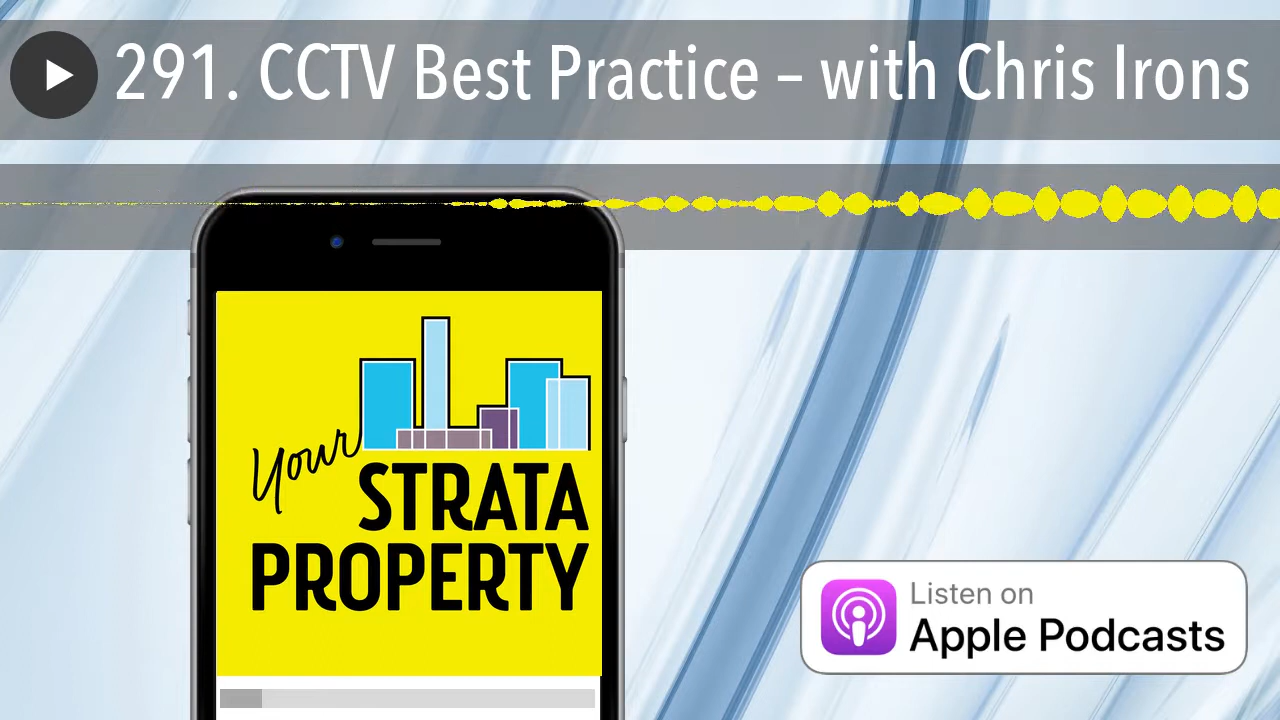 291. CCTV Best Practice – with Chris Irons
Your
STRATA
PROPERTY
Listen on
Apple Podcasts